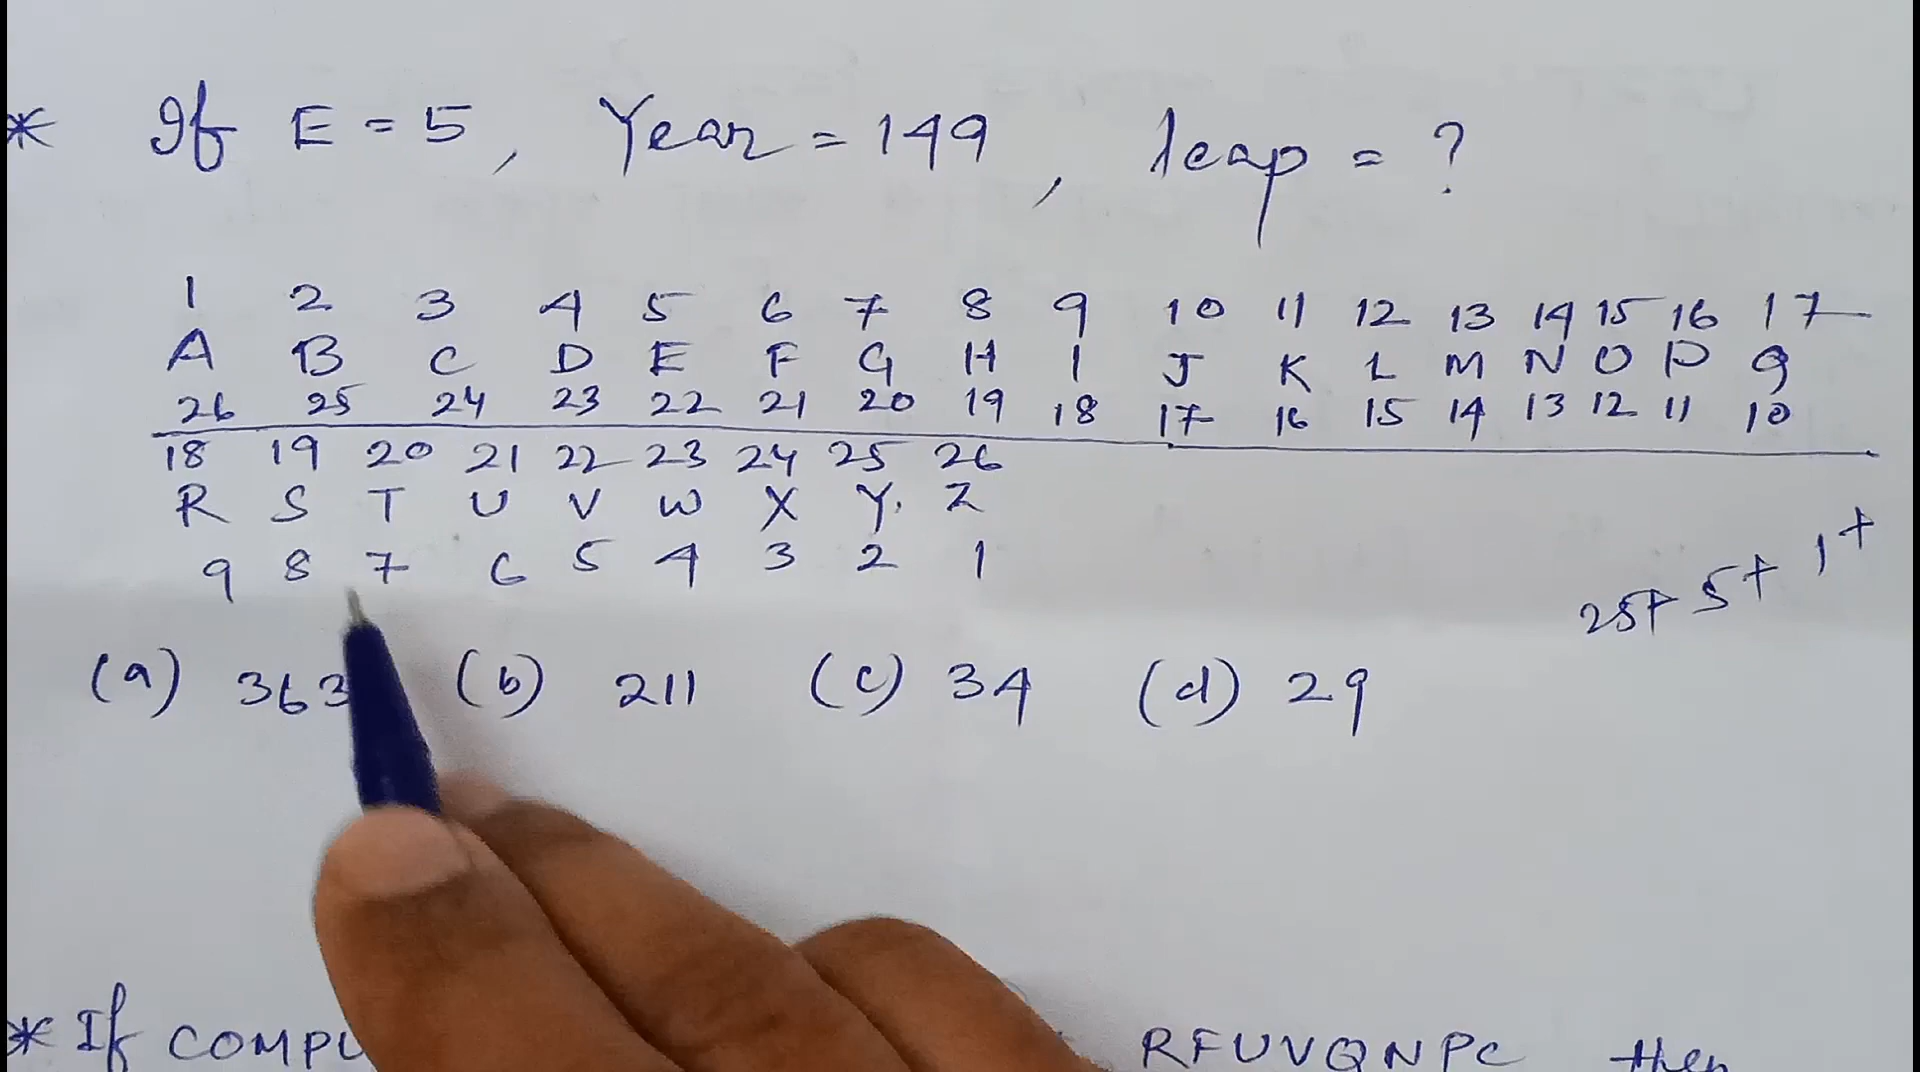 * If E = 5, Year = 149, leap = ?
1 2 3 4 5 6 7 8 9 10 11 12 13 14 15 16 17
A B C D E F G H I J K L M N O P Q
26 25 24 23 22 21 20 19 18 17 16 15 14 13 12 11 10
18 19 20 21 22 23 24 25 26
R S T U V W X Y. Z
9 8 7 6 5 4 3 2 1
25+ 5+ 1+
(a) 363 (b) 211 (c) 34 (d) 29
* If RFUVQNPC then